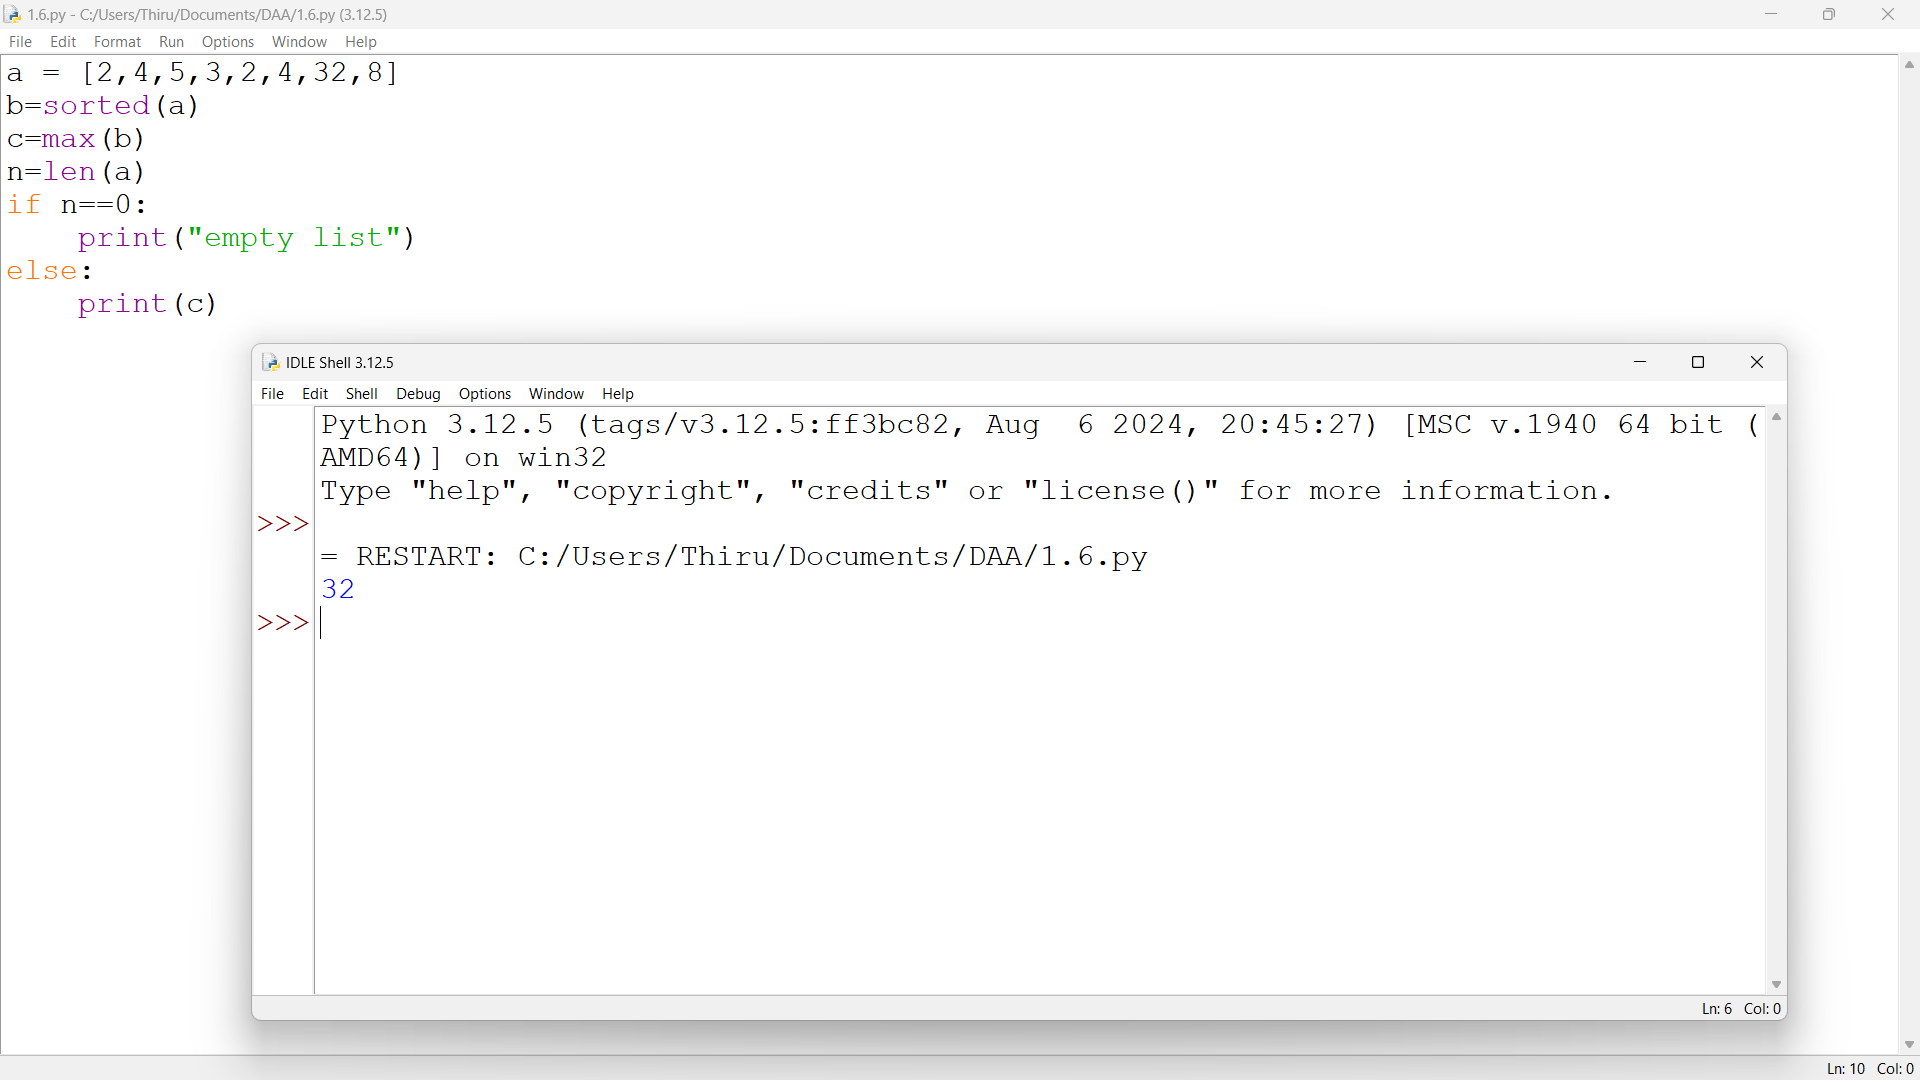 1.6.py - C:/Users/Thiru/Documents/DAA/1.6.py (3.12.5)
File Edit Format Run Options Window Help
a = [2,4,5,3,2,4,32,8]
b=sorted(a)
c=max(b)
n=len(a)
if n==0:
    print("empty list")
else:
    print(c)
IDLE Shell 3.12.5
File Edit Shell Debug Options Window Help
Python 3.12.5 (tags/v3.12.5:ff3bc82, Aug  6 2024, 20:45:27) [MSC v.1940 64 bit (
AMD64)] on win32
Type "help", "copyright", "credits" or "license()" for more information.
>>>
= RESTART: C:/Users/Thiru/Documents/DAA/1.6.py
32
>>>
Ln: 6 Col: 0
Ln: 10 Col: 0